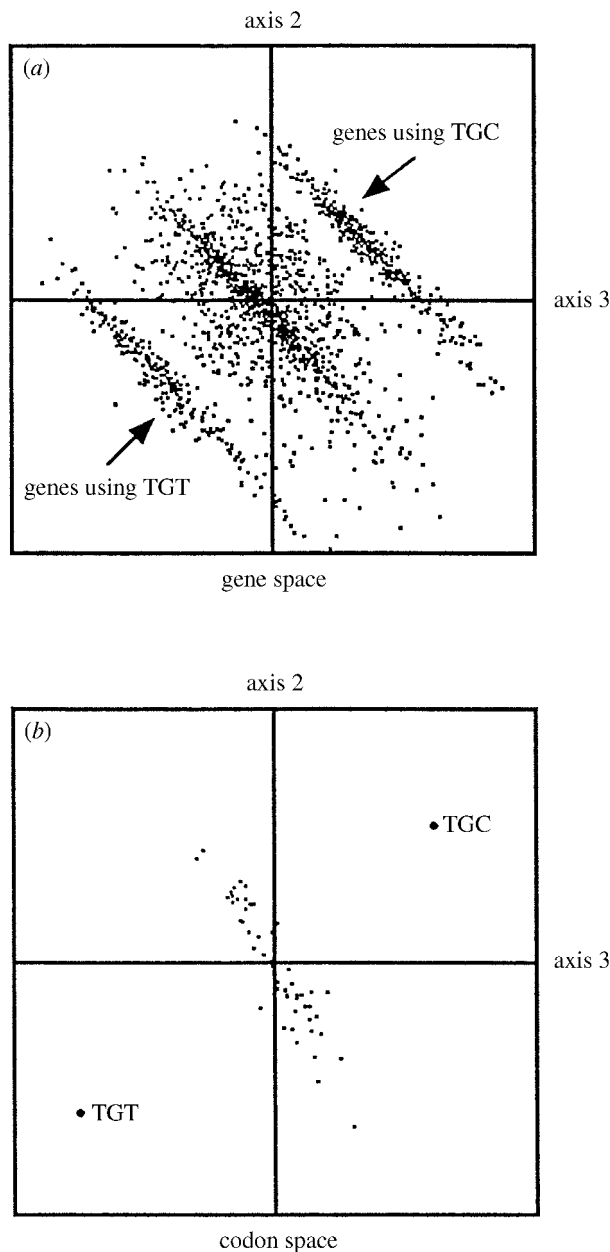 axis 2
(a)
genes using TGC
axis 3
genes using TGT
gene space
axis 2
(b)
TGC
axis 3
TGT
codon space